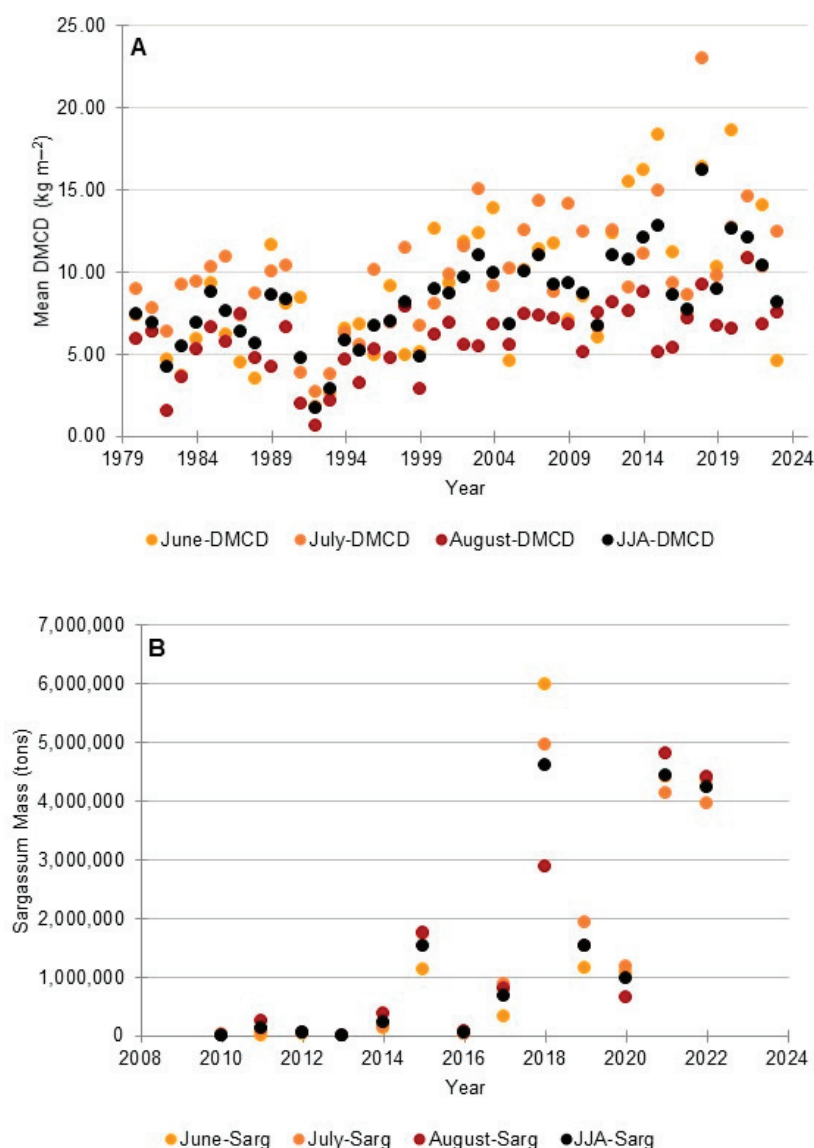 A
25.00
20.00
15.00
10.00
5.00
0.00
Mean DMCD (kg m−2)
1979 1984 1989 1994 1999 2004 2009 2014 2019 2024
Year
June-DMCD July-DMCD August-DMCD JJA-DMCD
B
7,000,000
6,000,000
5,000,000
4,000,000
3,000,000
2,000,000
1,000,000
0
Sargassum Mass (tons)
2008 2010 2012 2014 2016 2018 2020 2022 2024
Year
June-Sarg July-Sarg August-Sarg JJA-Sarg